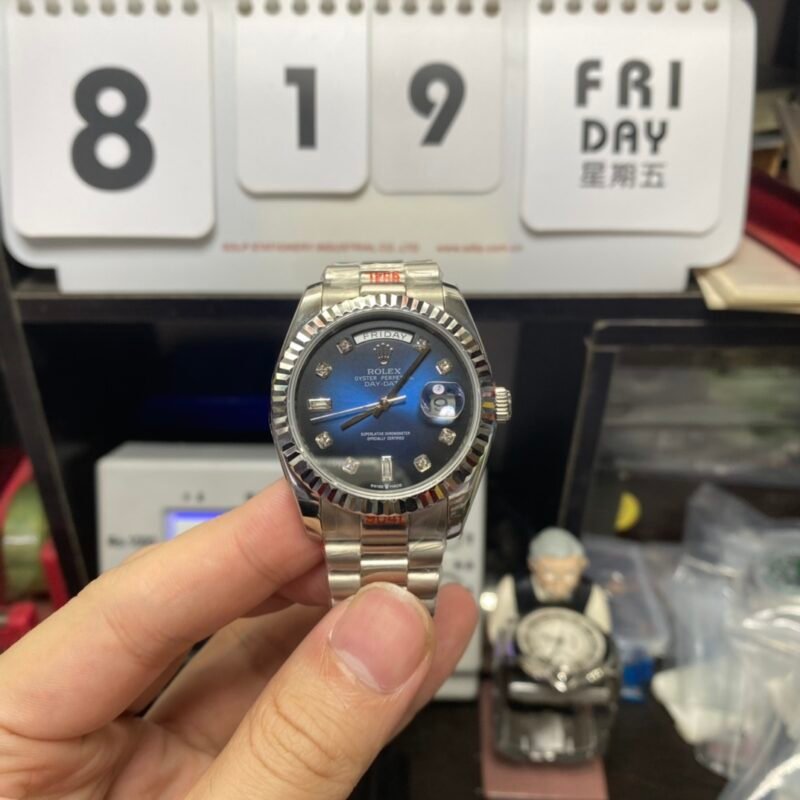 8 1 9
FRI
DAY
星期五
FRIDAY
ROLEX
OYSTER PERPETUAL
DAY-DATE
SUPERLATIVE CHRONOMETER
OFFICIALLY CERTIFIED
SWISS MADE